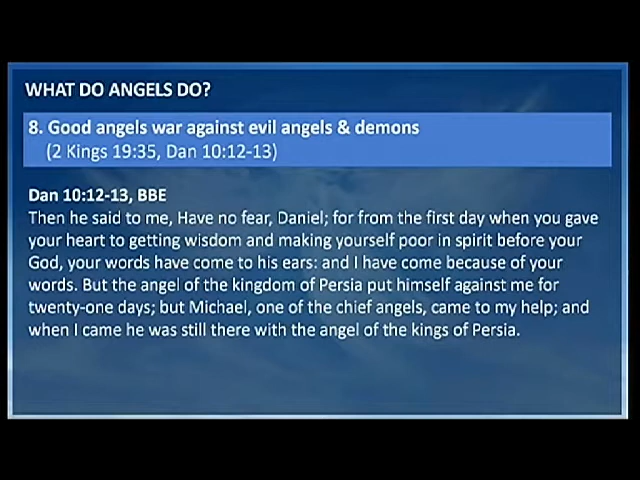 WHAT DO ANGELS DO?
8. Good angels war against evil angels & demons
(2 Kings 19:35, Dan 10:12-13)
Dan 10:12-13, BBE
Then he said to me, Have no fear, Daniel; for from the first day when you gave
your heart to getting wisdom and making yourself poor in spirit before your
God, your words have come to his ears: and I have come because of your
words. But the angel of the kingdom of Persia put himself against me for
twenty-one days; but Michael, one of the chief angels, came to my help; and
when I came he was still there with the angel of the kings of Persia.